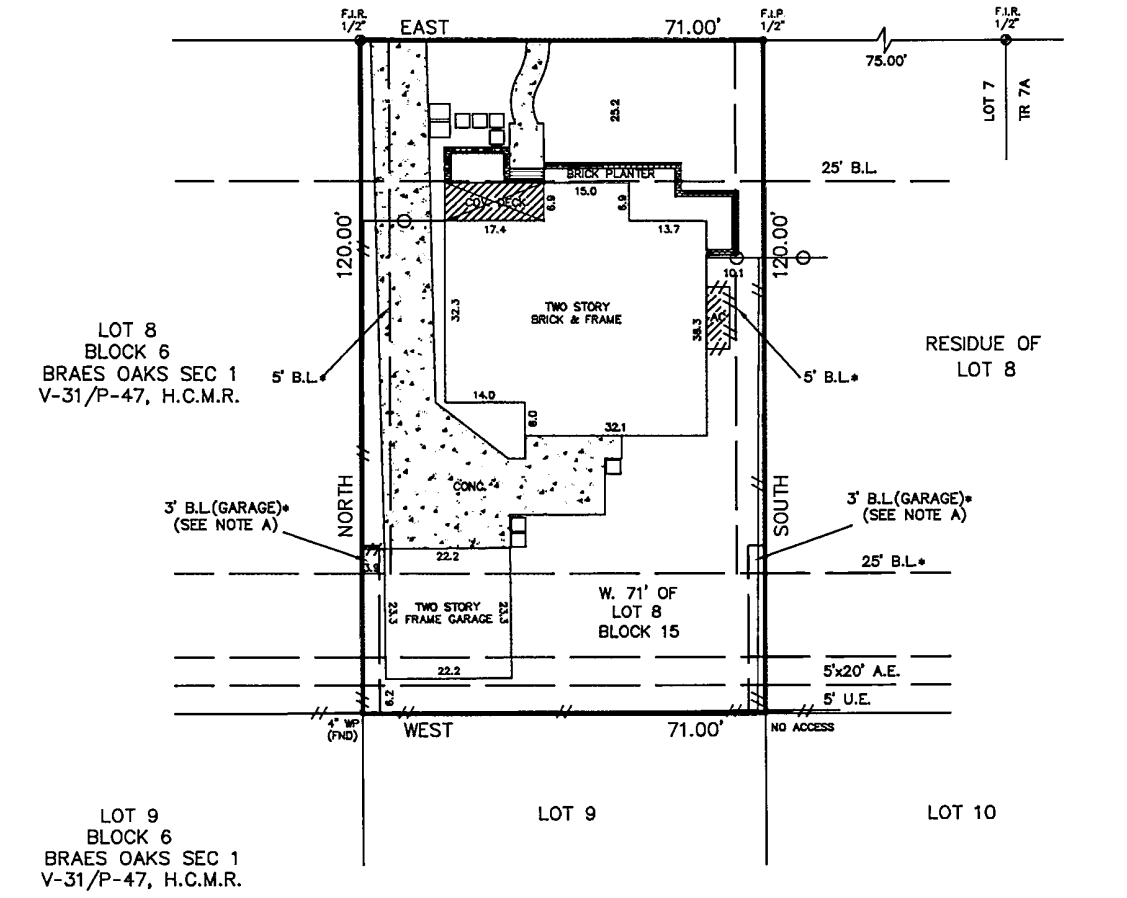 F.I.R.
1/2"
EAST
71.00'
F.I.P.
1/2"
F.I.R.
1/2"
75.00'
LOT 7
TR 7A
25.2
25' B.L.
BRICK PLANTER
15.0
COV. DECK
6.9
6.9
17.4
13.7
120.00'
120.00'
10.1
32.3
TWO STORY
BRICK & FRAME
38.3
AC
LOT 8
BLOCK 6
BRAES OAKS SEC 1
V-31/P-47, H.C.M.R.
RESIDUE OF
LOT 8
5' B.L.*
5' B.L.*
14.0
6.0
32.1
CONC.
NORTH
SOUTH
3' B.L.(GARAGE)*
(SEE NOTE A)
3' B.L.(GARAGE)*
(SEE NOTE A)
22.2
3.9
25' B.L.*
23.3
TWO STORY
FRAME GARAGE
23.3
W. 71' OF
LOT 8
BLOCK 15
22.2
5'x20' A.E.
6.2
5' U.E.
4" WP
(FND)
WEST
71.00'
NO ACCESS
LOT 9
BLOCK 6
BRAES OAKS SEC 1
V-31/P-47, H.C.M.R.
LOT 9
LOT 10